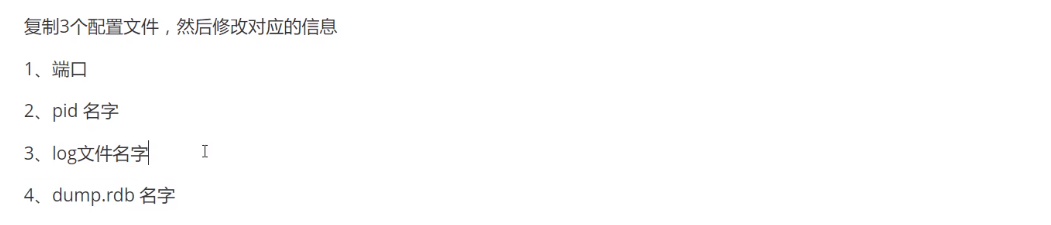 复制3个配置文件，然后修改对应的信息
1、端口
2、pid 名字
3、log文件名字
4、dump.rdb 名字